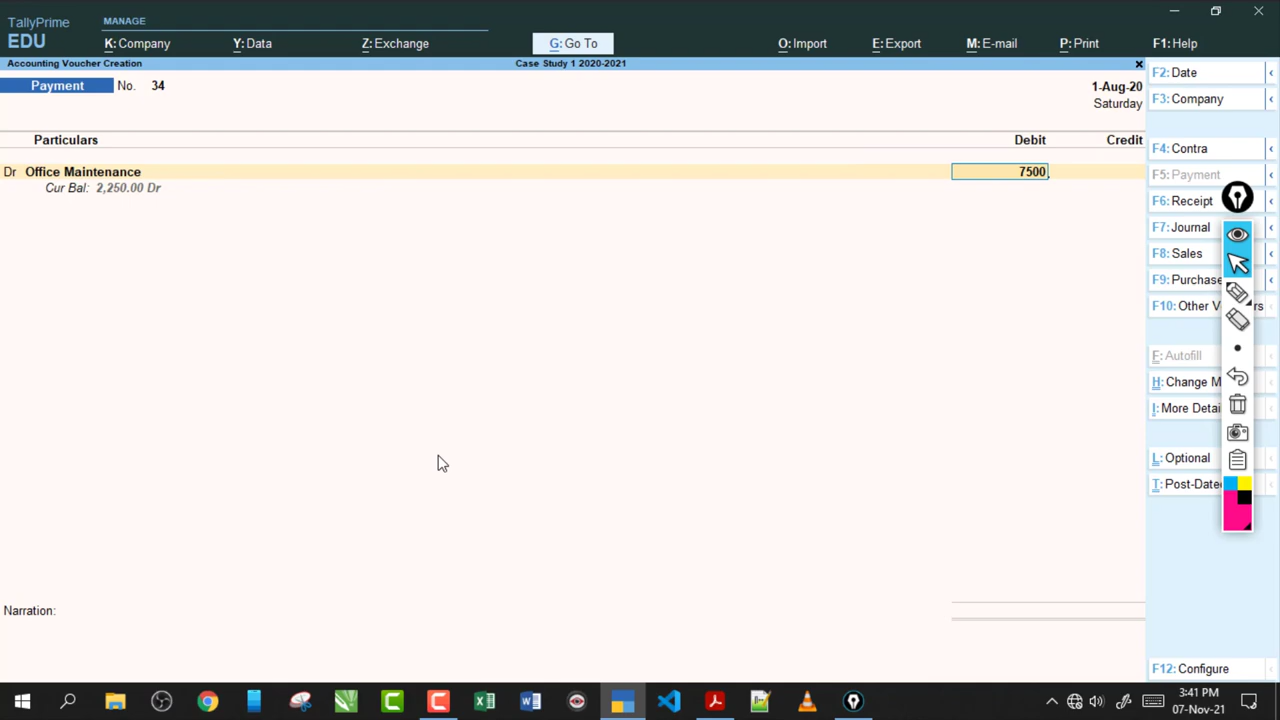 TallyPrime
EDU
MANAGE
K: Company
Y: Data
Z: Exchange
G: Go To
O: Import
E: Export
M: E-mail
P: Print
F1: Help
Accounting Voucher Creation
Case Study 1 2020-2021
Payment No. 34
1-Aug-20
Saturday
Particulars
Debit
Credit
Dr Office Maintenance
7500
Cur Bal: 2,250.00 Dr
Narration:
F2: Date
F3: Company
F4: Contra
F5: Payment
F6: Receipt
F7: Journal
F8: Sales
F9: Purchase
F10: Other V rs
F: Autofill
H: Change M
I: More Detai
L: Optional
T: Post-Date
F12: Configure
3:41 PM
07-Nov-21